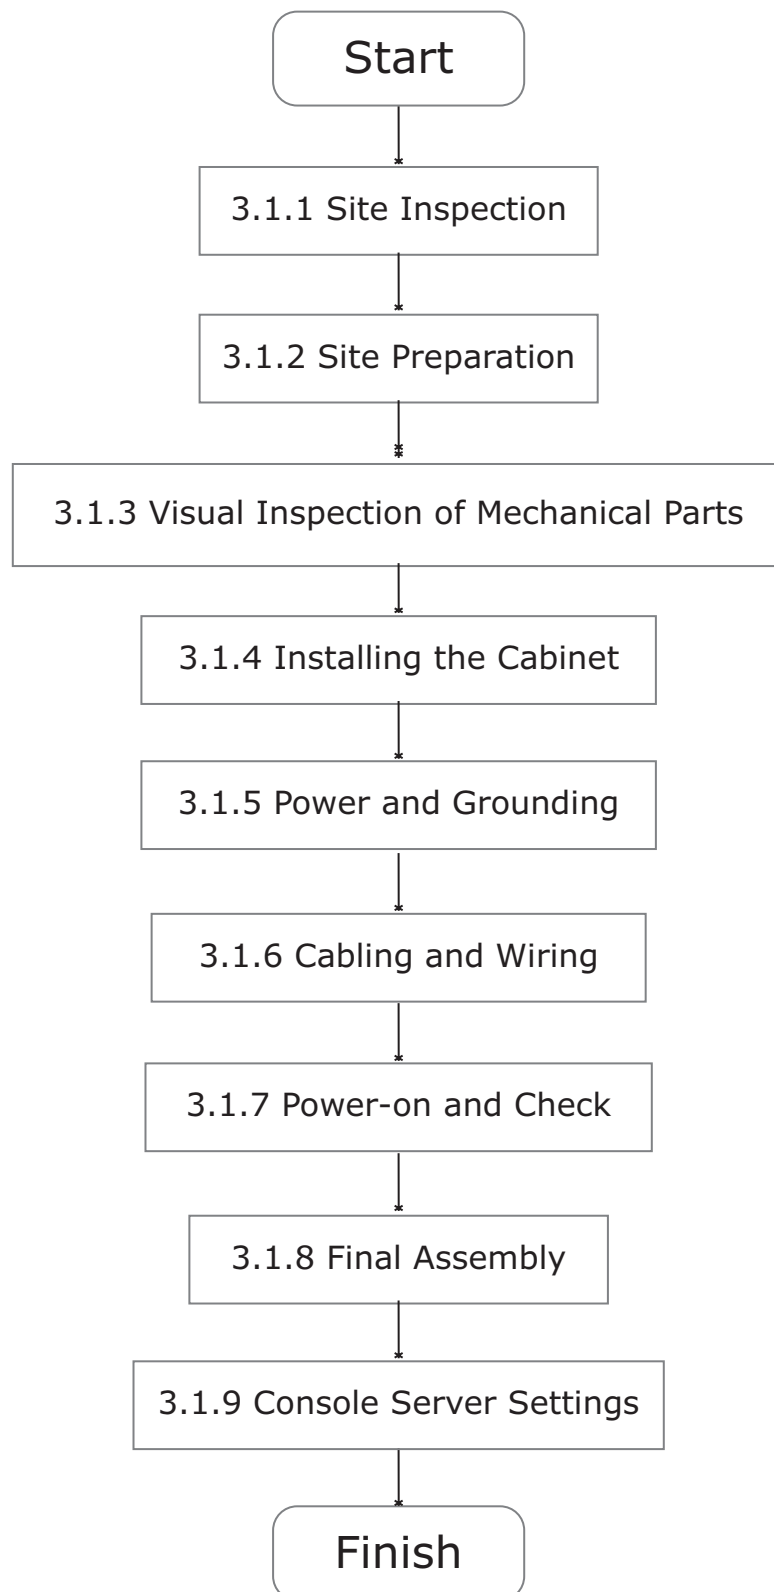 Start
3.1.1 Site Inspection
3.1.2 Site Preparation
3.1.3 Visual Inspection of Mechanical Parts
3.1.4 Installing the Cabinet
3.1.5 Power and Grounding
3.1.6 Cabling and Wiring
3.1.7 Power-on and Check
3.1.8 Final Assembly
3.1.9 Console Server Settings
Finish